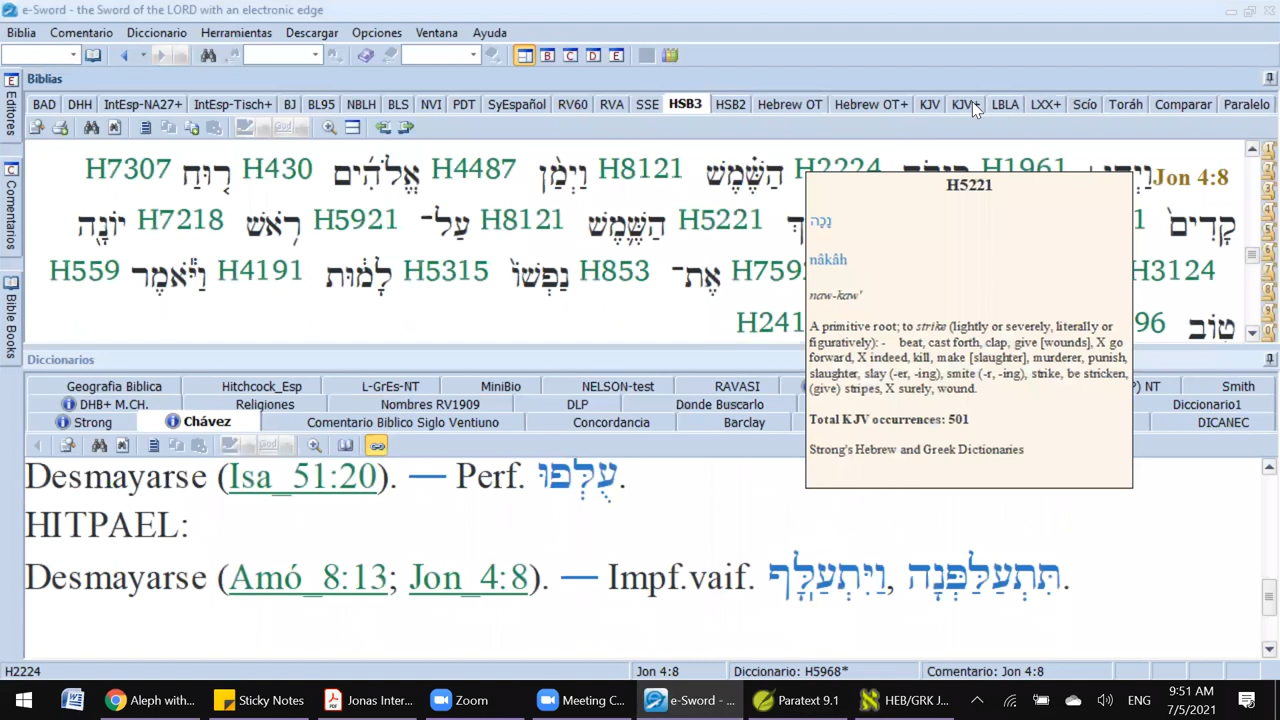 e-Sword - the Sword of the LORD with an electronic edge
Biblia Comentario Diccionario Herramientas Descargar Opciones Ventana Ayuda
B C D E
Biblias
BAD DHH IntEsp-NA27+ IntEsp-Tisch+ BJ BL95 NBLH BLS NVI PDT SyEspañol RV60 RVA SSE HSB3 HSB2 Hebrew OT Hebrew OT+ KJV KJV+ LBLA LXX+ Scío Toráh Comparar Paralelo
E Editores
C Comentarios
B Bible Books
Jon 4:8 H1961 H2224 הַשֶּׁ֗מֶשׁ H8121 וַיְמַ֨ן H4487 אֱלֹהִ֜ים H430 ר֤וּחַ H7307
קָדִים֙ H5221 הַשֶּׁ֛מֶשׁ H8121 עַל־ H5921 רֹ֥אשׁ H7218 יוֹנָ֖ה
H3124 אֶת־ H853 נַפְשׁוֹ֙ H5315 לָמ֔וּת H4191 וַיֹּ֕אמֶר H559
ט֥וֹב
H5221
נָכָה
nâkâh
naw-kaw'
A primitive root; to strike (lightly or severely, literally or
figuratively): - beat, cast forth, clap, give [wounds], X go
forward, X indeed, kill, make [slaughter], murderer, punish,
slaughter, slay (-er, -ing), smite (-r, -ing), strike, be stricken,
(give) stripes, X surely, wound.
Total KJV occurrences: 501
Strong's Hebrew and Greek Dictionaries
Diccionarios
Geografia Biblica Hitchcock_Esp L-GrEs-NT MiniBio NELSON-test RAVASI NT Smith
DHB+ M.CH. Religiones Nombres RV1909 DLP Donde Buscarlo Diccionario1
Strong Chávez Comentario Biblico Siglo Ventiuno Concordancia Barclay DICANEC
Desmayarse (Isa_51:20). — Perf. עֻלְּפוּ.
HITPAEL:
Desmayarse (Amó_8:13; Jon_4:8). — Impf.vaif. וַיִּתְעַלָּף, תִּתְעַלַּפְנָה.
H2224 Jon 4:8 Diccionario: H5968* Comentario: Jon 4:8
Aleph with... Sticky Notes Jonas Inter... Zoom Meeting C... e-Sword - ... Paratext 9.1 HEB/GRK J... ENG 9:51 AM
7/5/2021